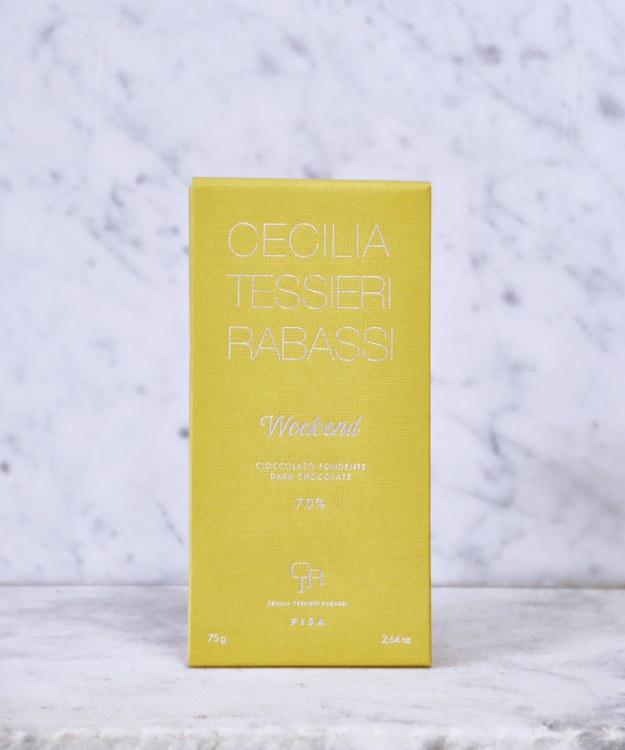 CECILIA
TESSIERI
RABASSI
Weekend
CIOCCOLATO FONDENTE
DARK CHOCOLATE
70%
CTR
CECILIA TESSIERI RABASSI
PISA
75g 2,64 oz